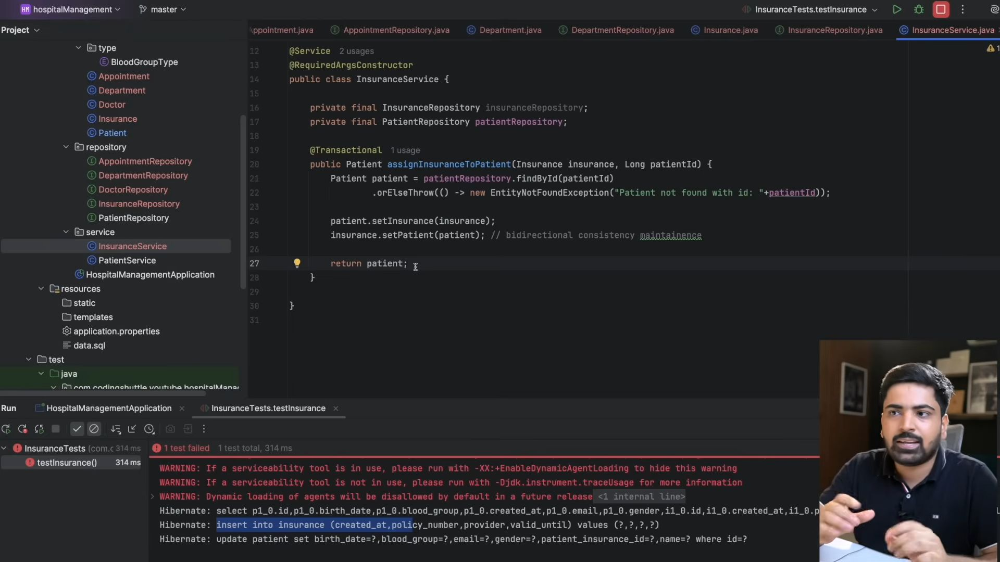 HM hospitalManagement
master
InsuranceTests.testInsurance
Project
Appointment.java
AppointmentRepository.java
Department.java
DepartmentRepository.java
Insurance.java
InsuranceRepository.java
InsuranceService.java
type
BloodGroupType
Appointment
Department
Doctor
Insurance
Patient
repository
AppointmentRepository
DepartmentRepository
DoctorRepository
InsuranceRepository
PatientRepository
service
InsuranceService
PatientService
HospitalManagementApplication
resources
static
templates
application.properties
data.sql
test
java
com.codingshuttle.youtube.hospitalMana
1
12 @Service 2 usages
13 @RequiredArgsConstructor
14 public class InsuranceService {
15
16 private final InsuranceRepository insuranceRepository;
17 private final PatientRepository patientRepository;
18
19 @Transactional 1 usage
20 public Patient assignInsuranceToPatient(Insurance insurance, Long patientId) {
21 Patient patient = patientRepository.findById(patientId)
22 .orElseThrow(() -> new EntityNotFoundException("Patient not found with id: "+patientId));
23
24 patient.setInsurance(insurance);
25 insurance.setPatient(patient); // bidirectional consistency maintainence
26
27 return patient;
28 }
29
30 }
31
Run
HospitalManagementApplication
InsuranceTests.testInsurance
InsuranceTests (com.c 314 ms
testInsurance() 314 ms
1 test failed 1 test total, 314 ms
WARNING: If a serviceability tool is in use, please run with -XX:+EnableDynamicAgentLoading to hide this warning
WARNING: If a serviceability tool is not in use, please run with -Djdk.instrument.traceUsage for more information
WARNING: Dynamic loading of agents will be disallowed by default in a future release <1 internal line>
Hibernate: select p1_0.id,p1_0.birth_date,p1_0.blood_group,p1_0.created_at,p1_0.email,p1_0.gender,i1_0.id,i1_0.created_at,i1_0.p
Hibernate: insert into insurance (created_at,policy_number,provider,valid_until) values (?,?,?,?)
Hibernate: update patient set birth_date=?,blood_group=?,email=?,gender=?,patient_insurance_id=?,name=? where id=?